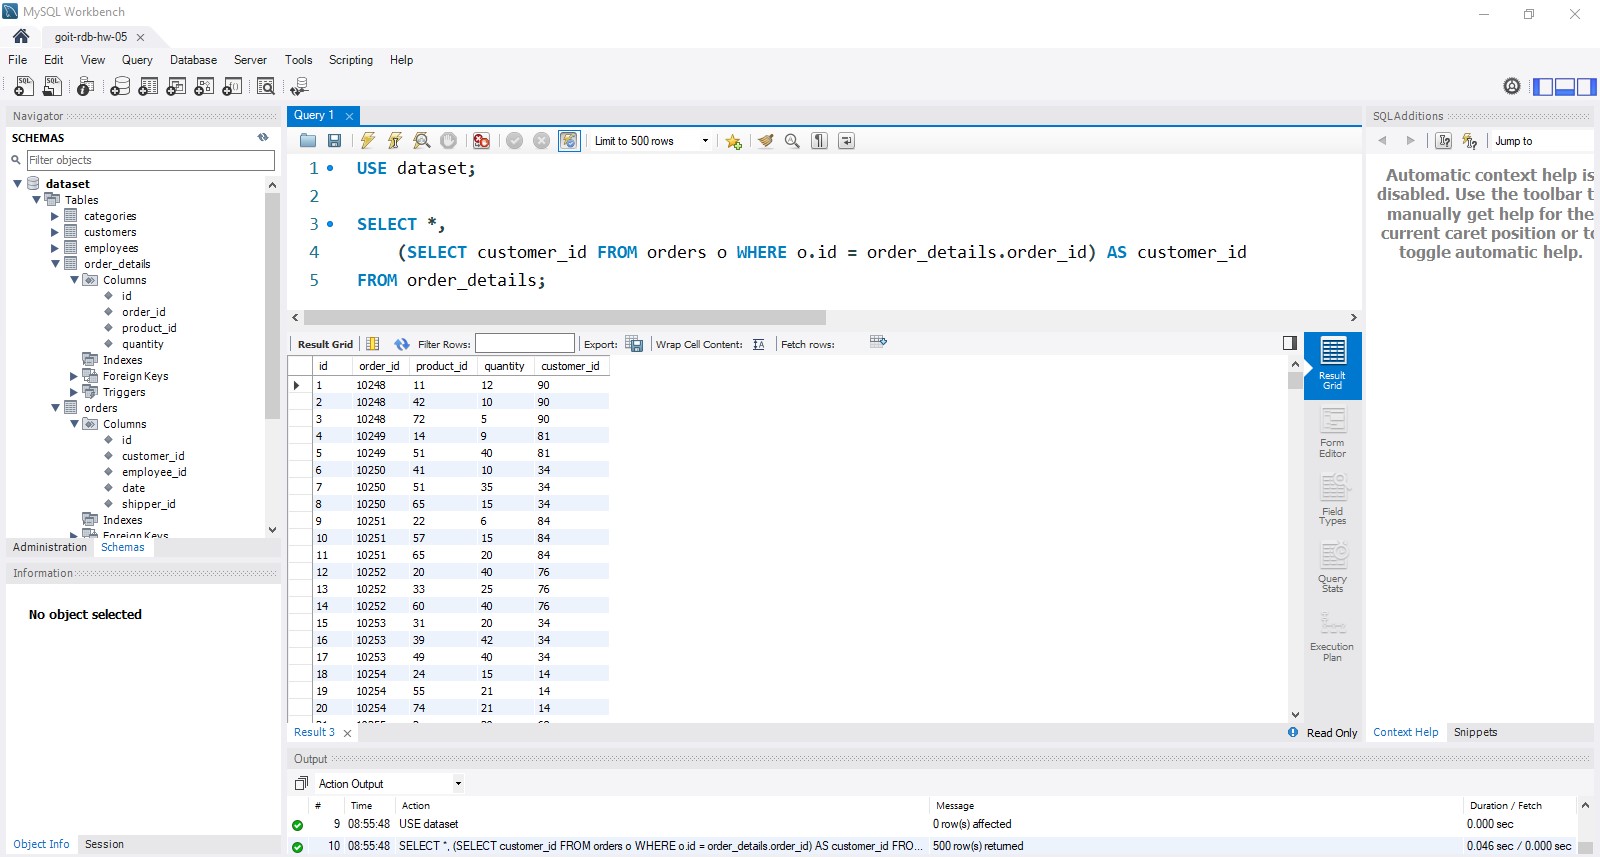 MySQL Workbench
goit-rdb-hw-05
File Edit View Query Database Server Tools Scripting Help
Navigator
SCHEMAS
Filter objects
dataset
Tables
categories
customers
employees
order_details
Columns
id
order_id
product_id
quantity
Indexes
Foreign Keys
Triggers
orders
Columns
id
customer_id
employee_id
date
shipper_id
Indexes
Foreign Keys
Administration Schemas
Information
No object selected
Object Info Session
Query 1
Limit to 500 rows
1 USE dataset;
2
3 SELECT *,
4 (SELECT customer_id FROM orders o WHERE o.id = order_details.order_id) AS customer_id
5 FROM order_details;
Result Grid Filter Rows: Export: Wrap Cell Content: Fetch rows:
id order_id product_id quantity customer_id
1 10248 11 12 90
2 10248 42 10 90
3 10248 72 5 90
4 10249 14 9 81
5 10249 51 40 81
6 10250 41 10 34
7 10250 51 35 34
8 10250 65 15 34
9 10251 22 6 84
10 10251 57 15 84
11 10251 65 20 84
12 10252 20 40 76
13 10252 33 25 76
14 10252 60 40 76
15 10253 31 20 34
16 10253 39 42 34
17 10253 49 40 34
18 10254 24 15 14
19 10254 55 21 14
20 10254 74 21 14
Result Grid
Form Editor
Field Types
Query Stats
Execution Plan
Result 3
Read Only
SQLAdditions
Jump to
Automatic context help is
disabled. Use the toolbar t
manually get help for the
current caret position or to
toggle automatic help.
Context Help Snippets
Output
Action Output
# Time Action Message Duration / Fetch
9 08:55:48 USE dataset 0 row(s) affected 0.000 sec
10 08:55:48 SELECT *, (SELECT customer_id FROM orders o WHERE o.id = order_details.order_id) AS customer_id FRO... 500 row(s) returned 0.046 sec / 0.000 sec